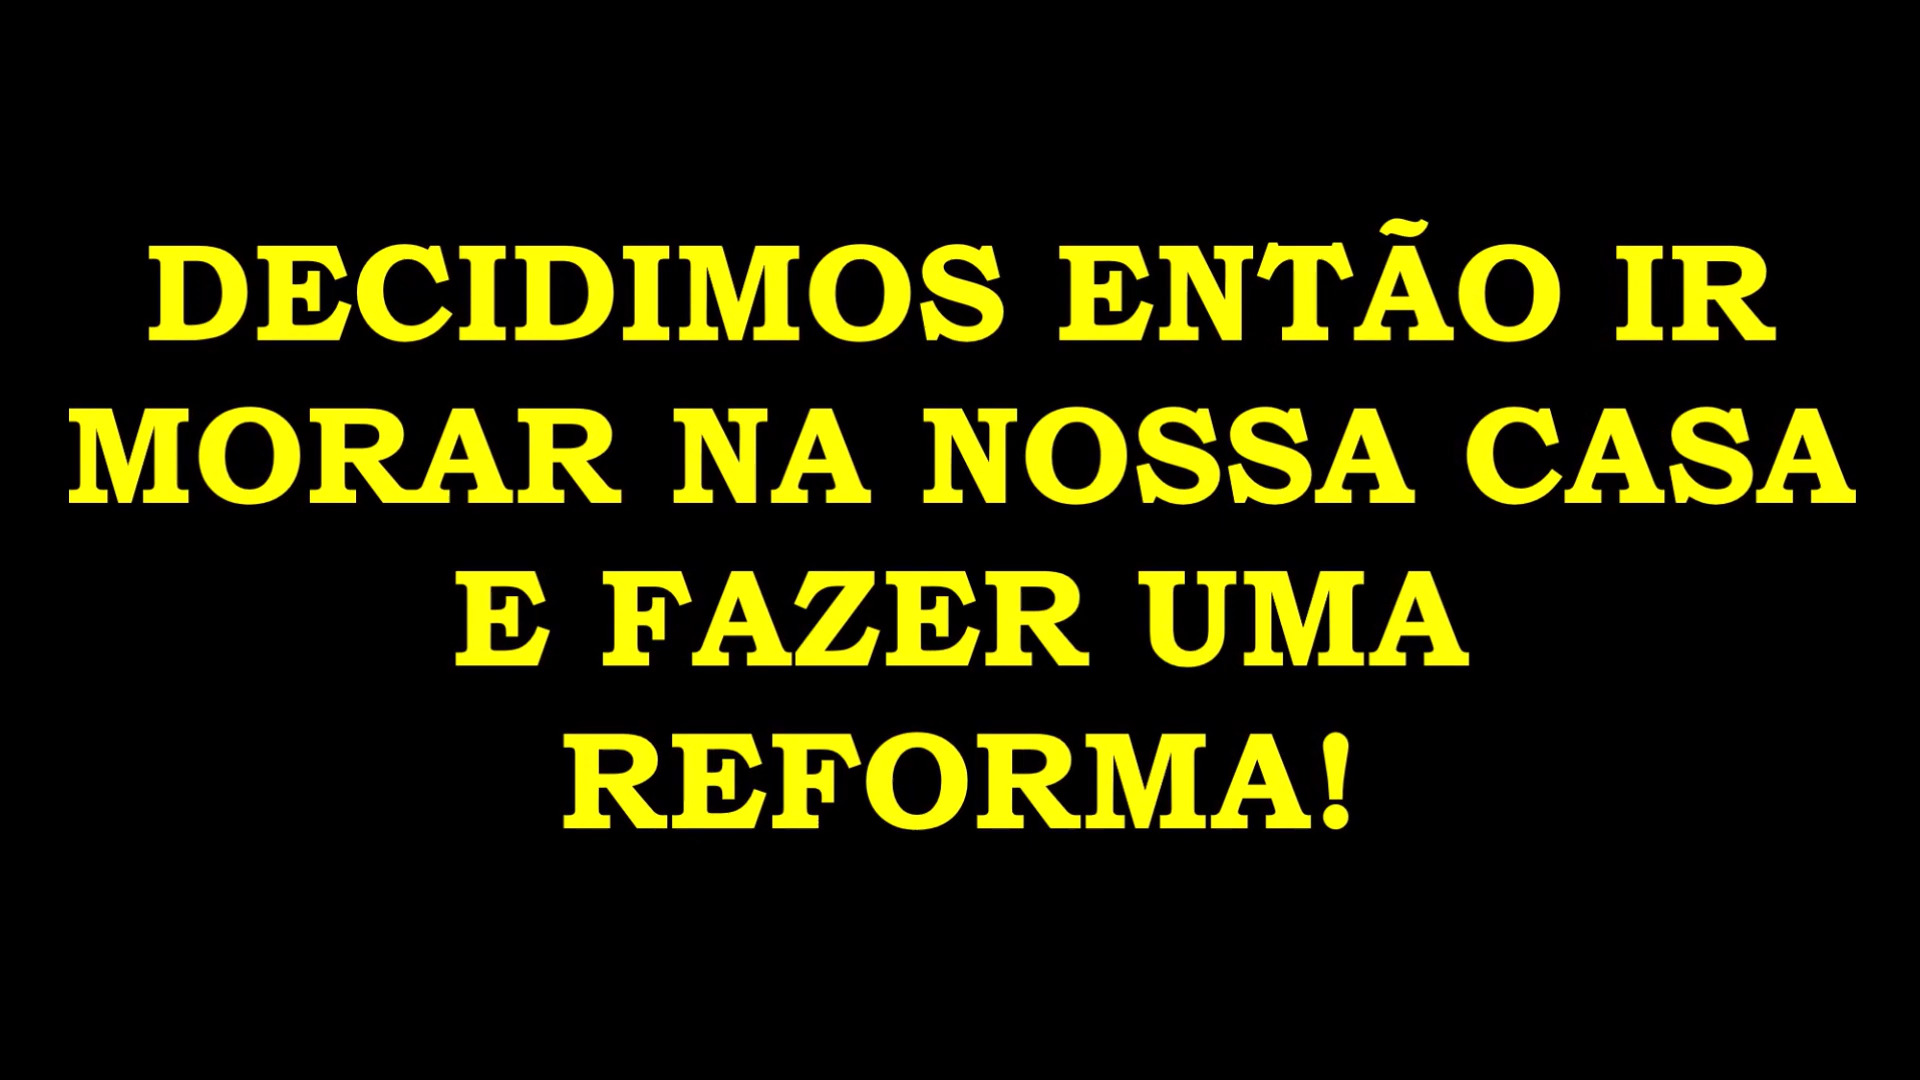 DECIDIMOS ENTÃO IR
MORAR NA NOSSA CASA
E FAZER UMA
REFORMA!